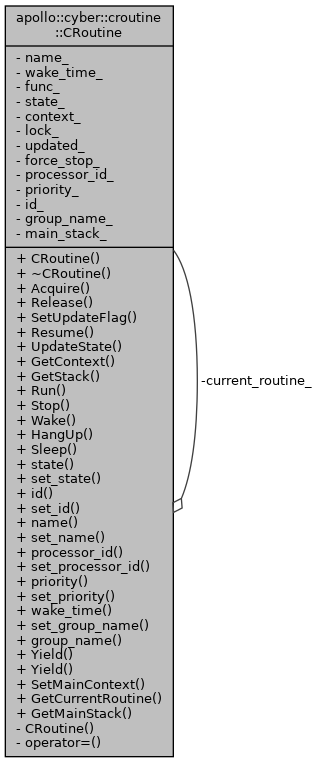 apollo::cyber::croutine
::CRoutine
- name_
- wake_time_
- func_
- state_
- context_
- lock_
- updated_
- force_stop_
- processor_id_
- priority_
- id_
- group_name_
- main_stack_
+ CRoutine()
+ ~CRoutine()
+ Acquire()
+ Release()
+ SetUpdateFlag()
+ Resume()
+ UpdateState()
+ GetContext()
+ GetStack()
+ Run()
+ Stop()
+ Wake()
+ HangUp()
+ Sleep()
+ state()
+ set_state()
+ id()
+ set_id()
+ name()
+ set_name()
+ processor_id()
+ set_processor_id()
+ priority()
+ set_priority()
+ wake_time()
+ set_group_name()
+ group_name()
+ Yield()
+ Yield()
+ SetMainContext()
+ GetCurrentRoutine()
+ GetMainStack()
- CRoutine()
- operator=()
-current_routine_